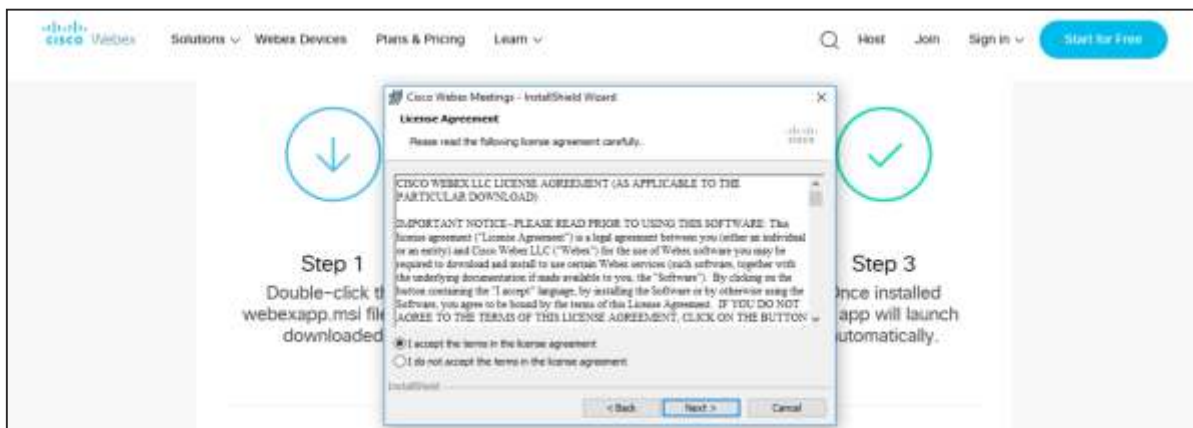 cisco Webex Solutions Webex Devices Plans & Pricing Learn Host Join Sign in Start for Free
Cisco Webex Meetings - InstallShield Wizard
License Agreement
Please read the following license agreement carefully.
cisco
CISCO WEBEX LLC LICENSE AGREEMENT (AS APPLICABLE TO THE
PARTICULAR DOWNLOAD)
IMPORTANT NOTICE--PLEASE READ PRIOR TO USING THIS SOFTWARE: This
license agreement ("License Agreement") is a legal agreement between you (either an individual
or an entity) and Cisco Webex LLC ("Webex") for the use of Webex software you may be
required to download and install to use certain Webex services (such software, together with
the underlying documentation if made available to you, the "Software"). By clicking on the
button containing the "I accept" language, by installing the Software or by otherwise using the
Software, you agree to be bound by the terms of this License Agreement. IF YOU DO NOT
AGREE TO THE TERMS OF THIS LICENSE AGREEMENT, CLICK ON THE BUTTON
I accept the terms in the license agreement
I do not accept the terms in the license agreement
InstallShield
< Back Next > Cancel
Step 1
Double-click th
webexapp.msi file
downloaded
Step 3
Once installed
app will launch
utomatically.